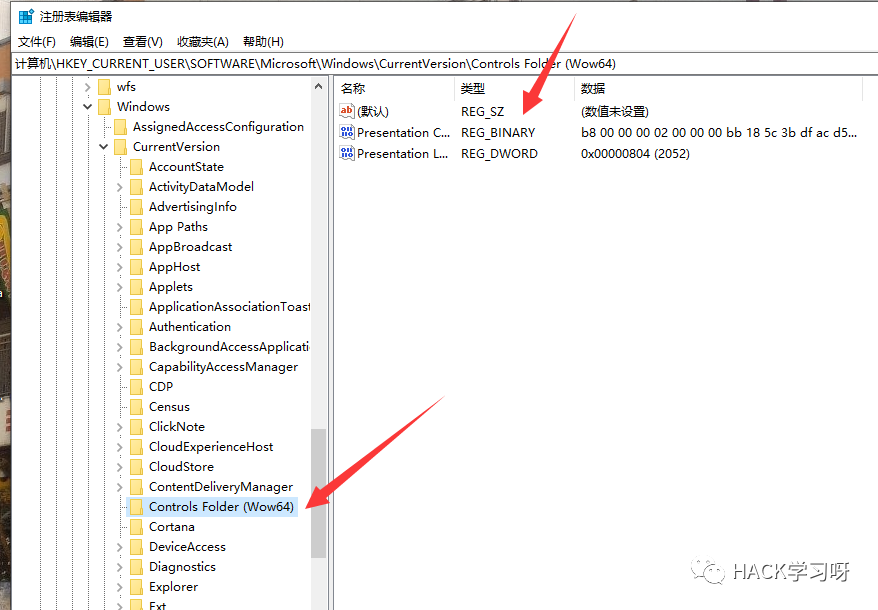 注册表编辑器
文件(F) 编辑(E) 查看(V) 收藏夹(A) 帮助(H)
计算机\HKEY_CURRENT_USER\SOFTWARE\Microsoft\Windows\CurrentVersion\Controls Folder (Wow64)
wfs
Windows
AssignedAccessConfiguration
CurrentVersion
AccountState
ActivityDataModel
AdvertisingInfo
App Paths
AppBroadcast
AppHost
Applets
ApplicationAssociationToast
Authentication
BackgroundAccessApplicati
CapabilityAccessManager
CDP
Census
ClickNote
CloudExperienceHost
CloudStore
ContentDeliveryManager
Controls Folder (Wow64)
Cortana
DeviceAccess
Diagnostics
Explorer
Ext
名称 类型 数据
(默认) REG_SZ (数值未设置)
Presentation C... REG_BINARY b8 00 00 00 02 00 00 00 bb 18 5c 3b df ac d5...
Presentation L... REG_DWORD 0x00000804 (2052)
HACK学习呀